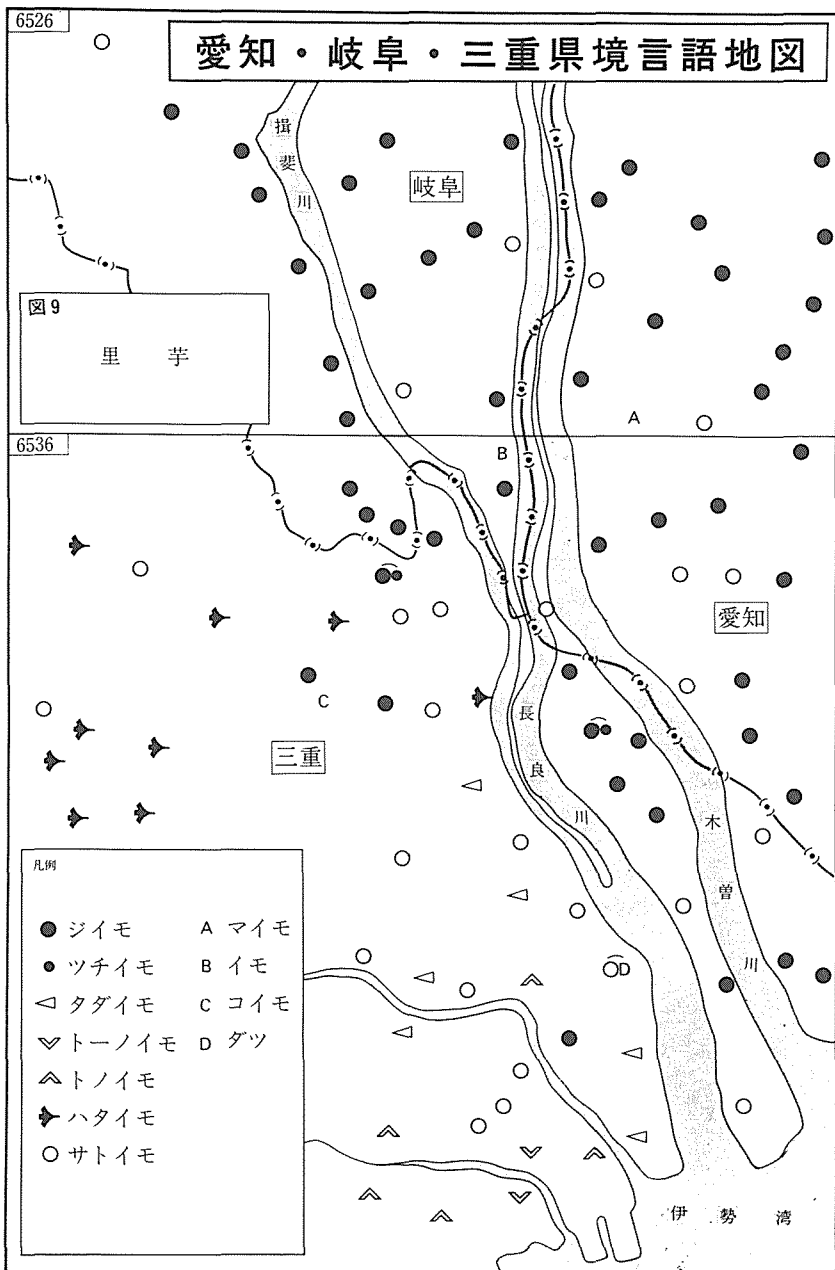 6526
愛知・岐阜・三重県境言語地図
揖斐川
岐阜
図9
里 芋
A
6536
B
愛知
C
長良川
三重
木曽川
D
凡例
ジイモ A マイモ
ツチイモ B イモ
タダイモ C コイモ
トーノイモ D ダツ
トノイモ
ハタイモ
サトイモ
伊勢湾